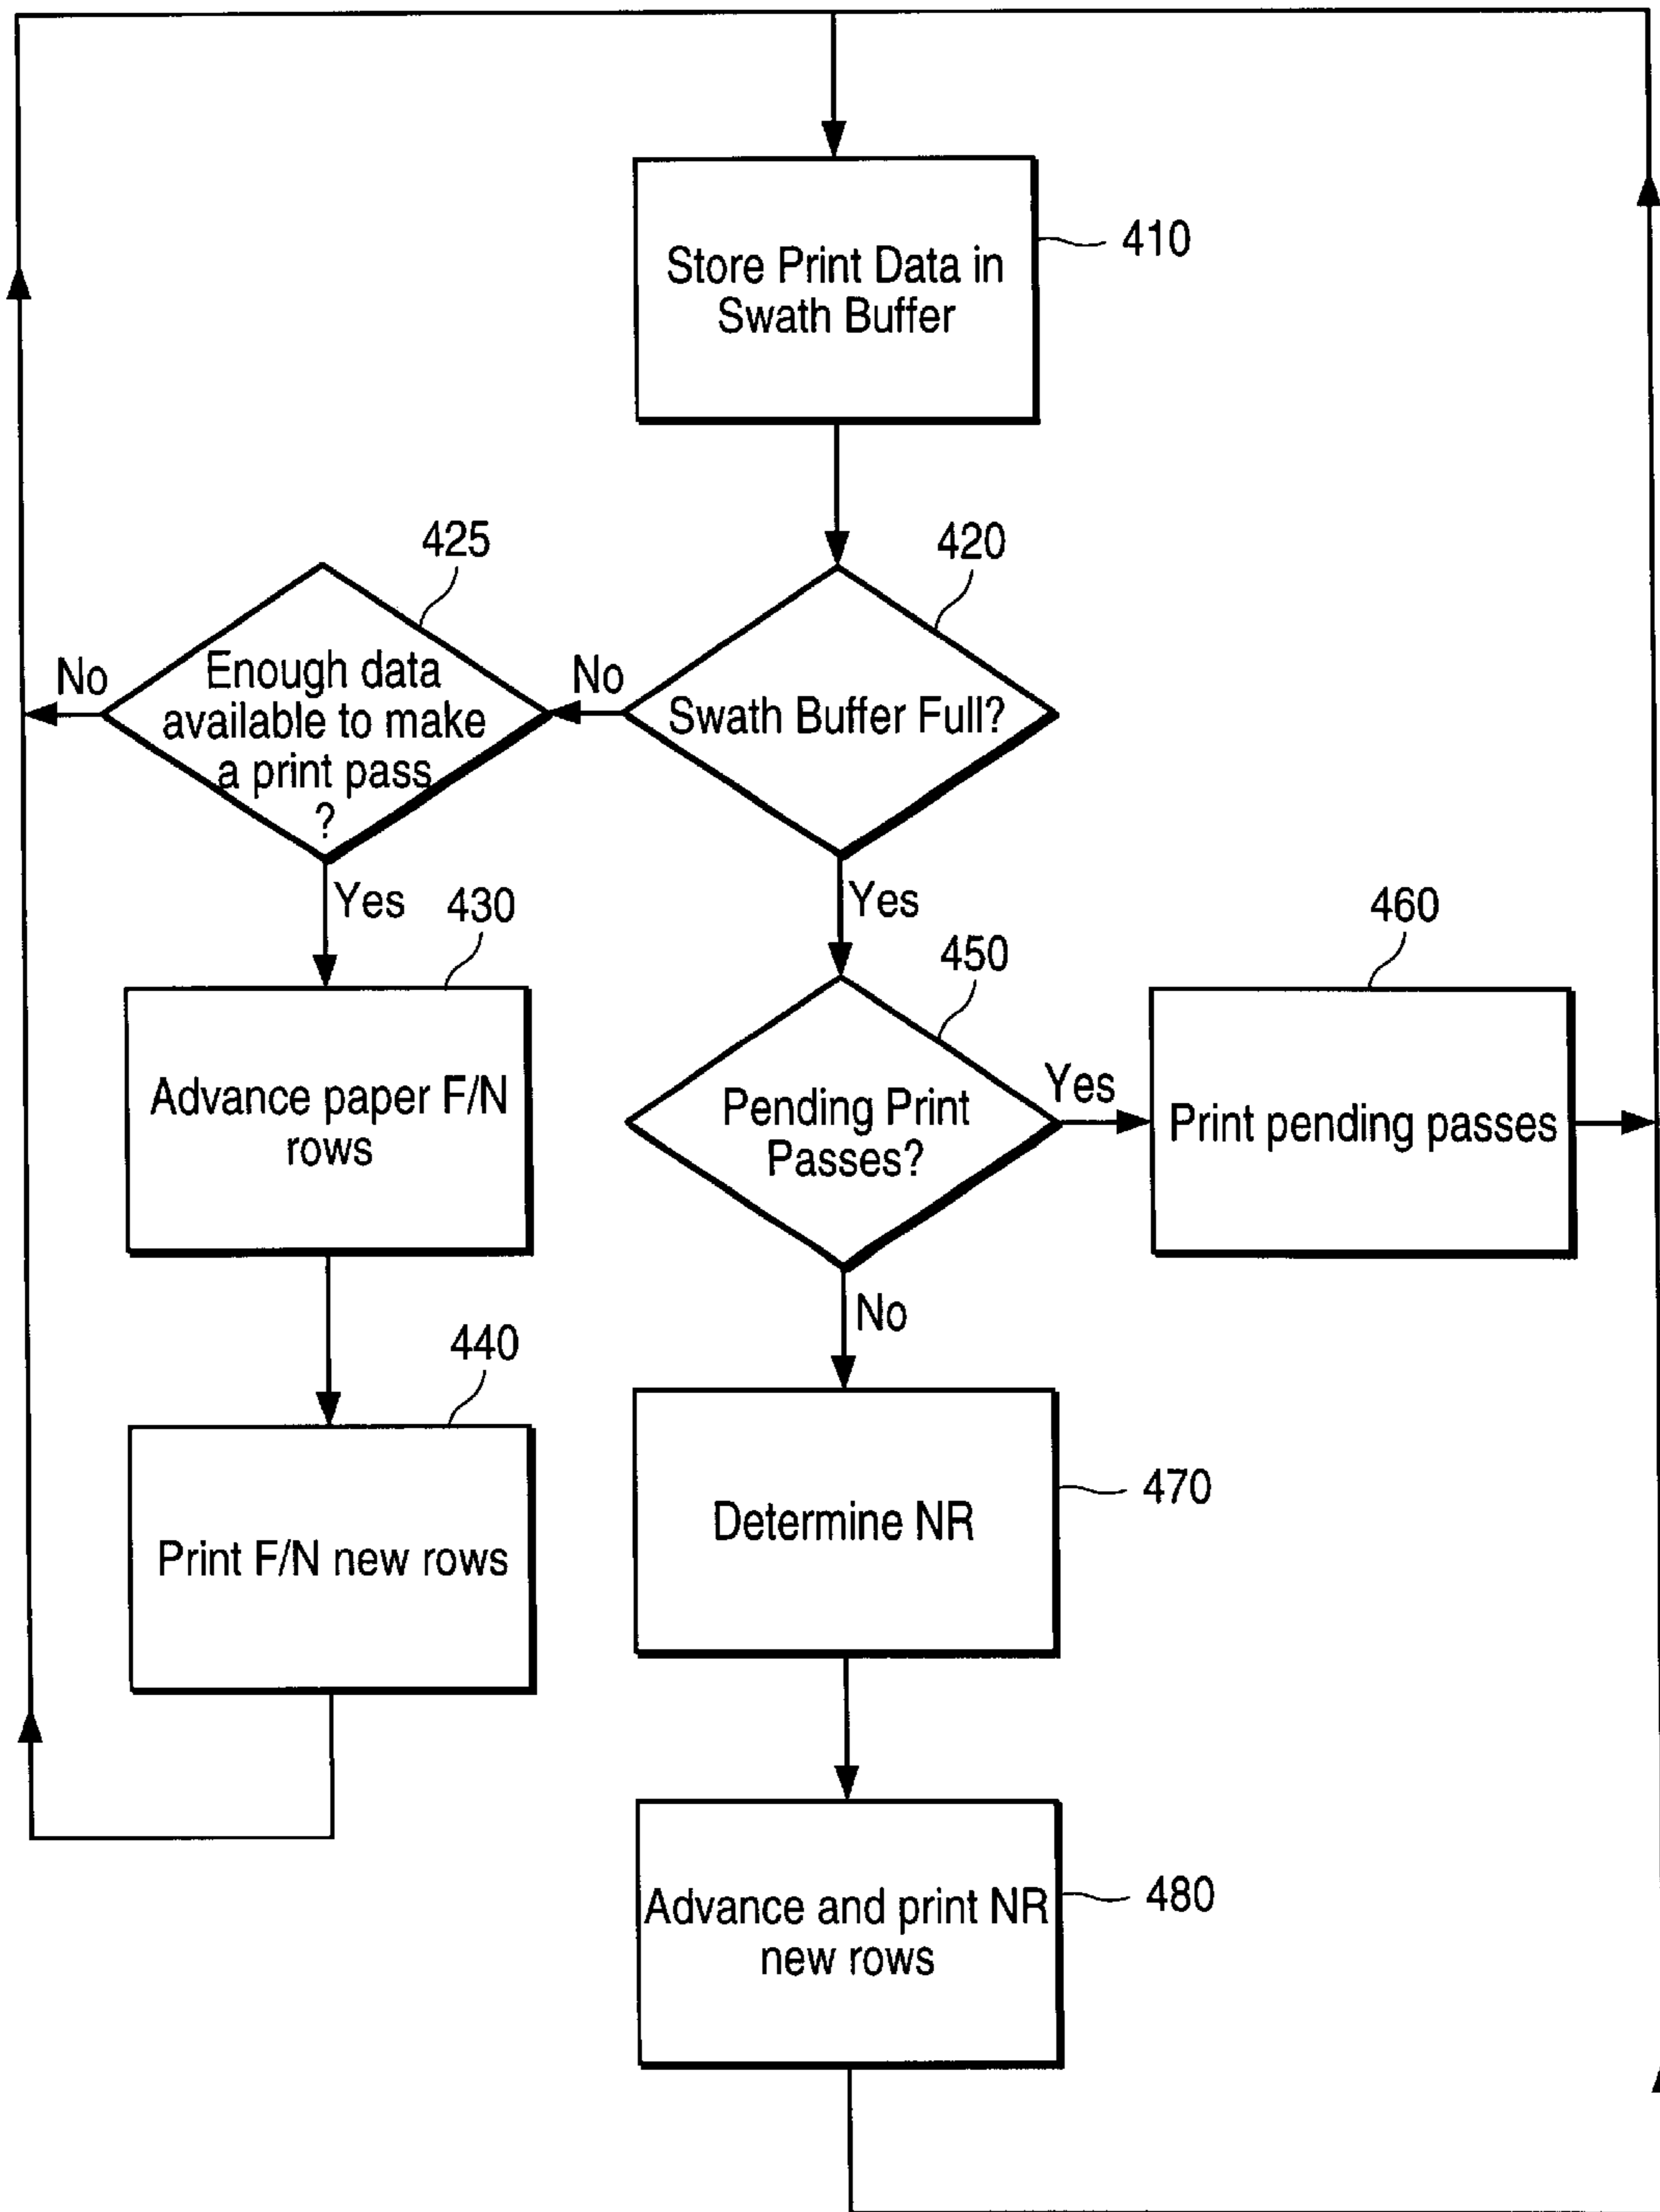 Store Print Data in
Swath Buffer
410
425
420
No
Enough data
available to make
a print pass
?
No
Swath Buffer Full?
Yes
430
Yes
450
460
Advance paper F/N
rows
Pending Print
Passes?
Yes
Print pending passes
No
440
Print F/N new rows
Determine NR
470
Advance and print NR
new rows
480